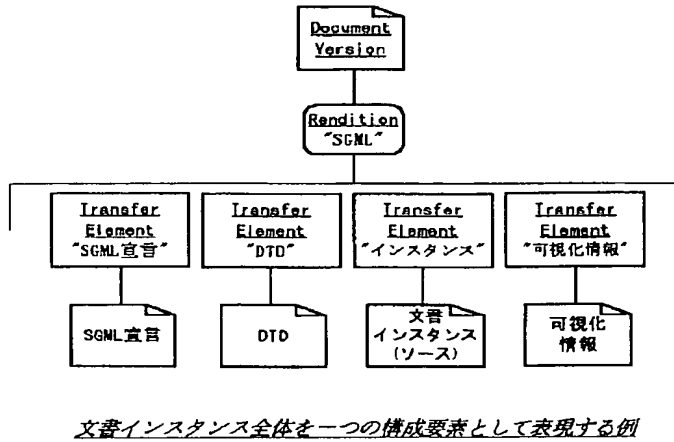 Document
Version
Rendition
"SGML"
Transfer
Element
"SGML宣言"
Transfer
Element
"DTD"
Transfer
Element
"インスタンス"
Transfer
Element
"可視化情報"
SGML宣言
DTD
文書
インスタンス
(ソース)
可視化
情報
文書インスタンス全体を一つの構成要素として表現する例